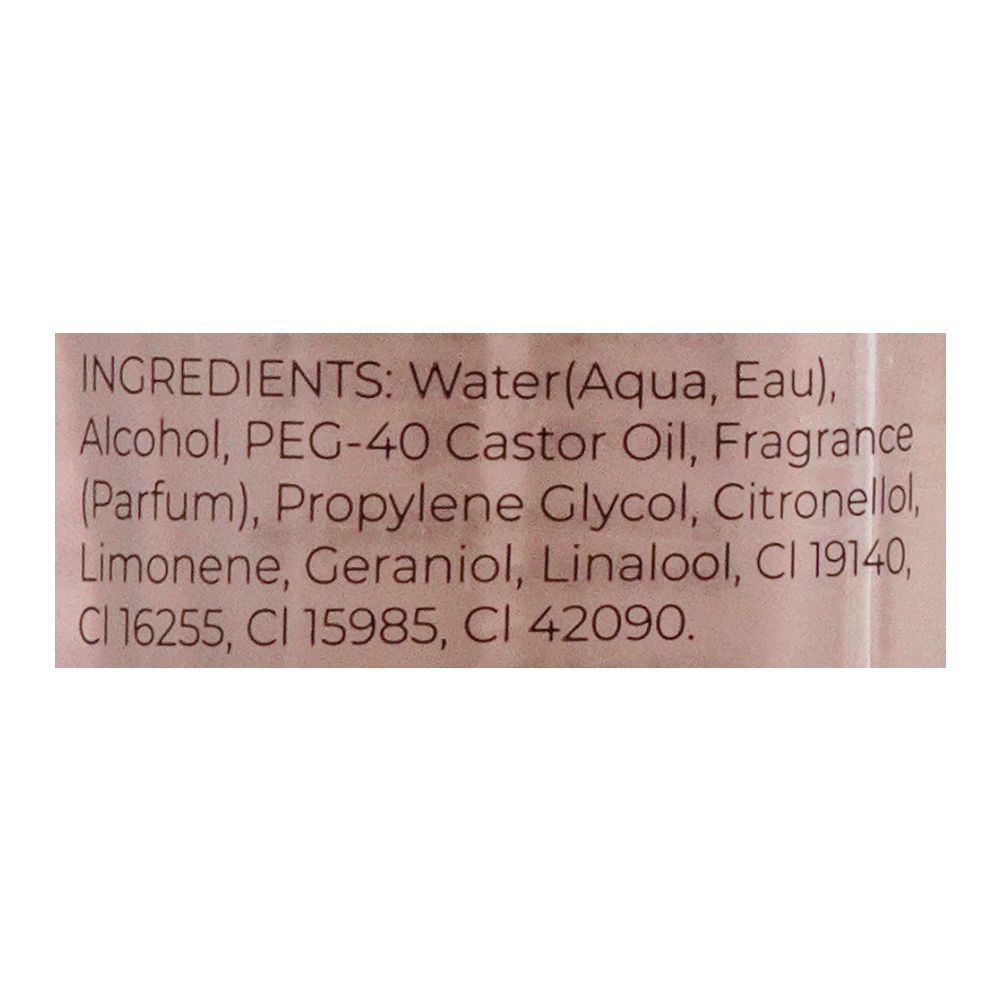 INGREDIENTS: Water(Aqua, Eau),
Alcohol, PEG-40 Castor Oil, Fragrance
(Parfum), Propylene Glycol, Citronellol,
Limonene, Geraniol, Linalool, CI 19140,
CI 16255, CI 15985, CI 42090.